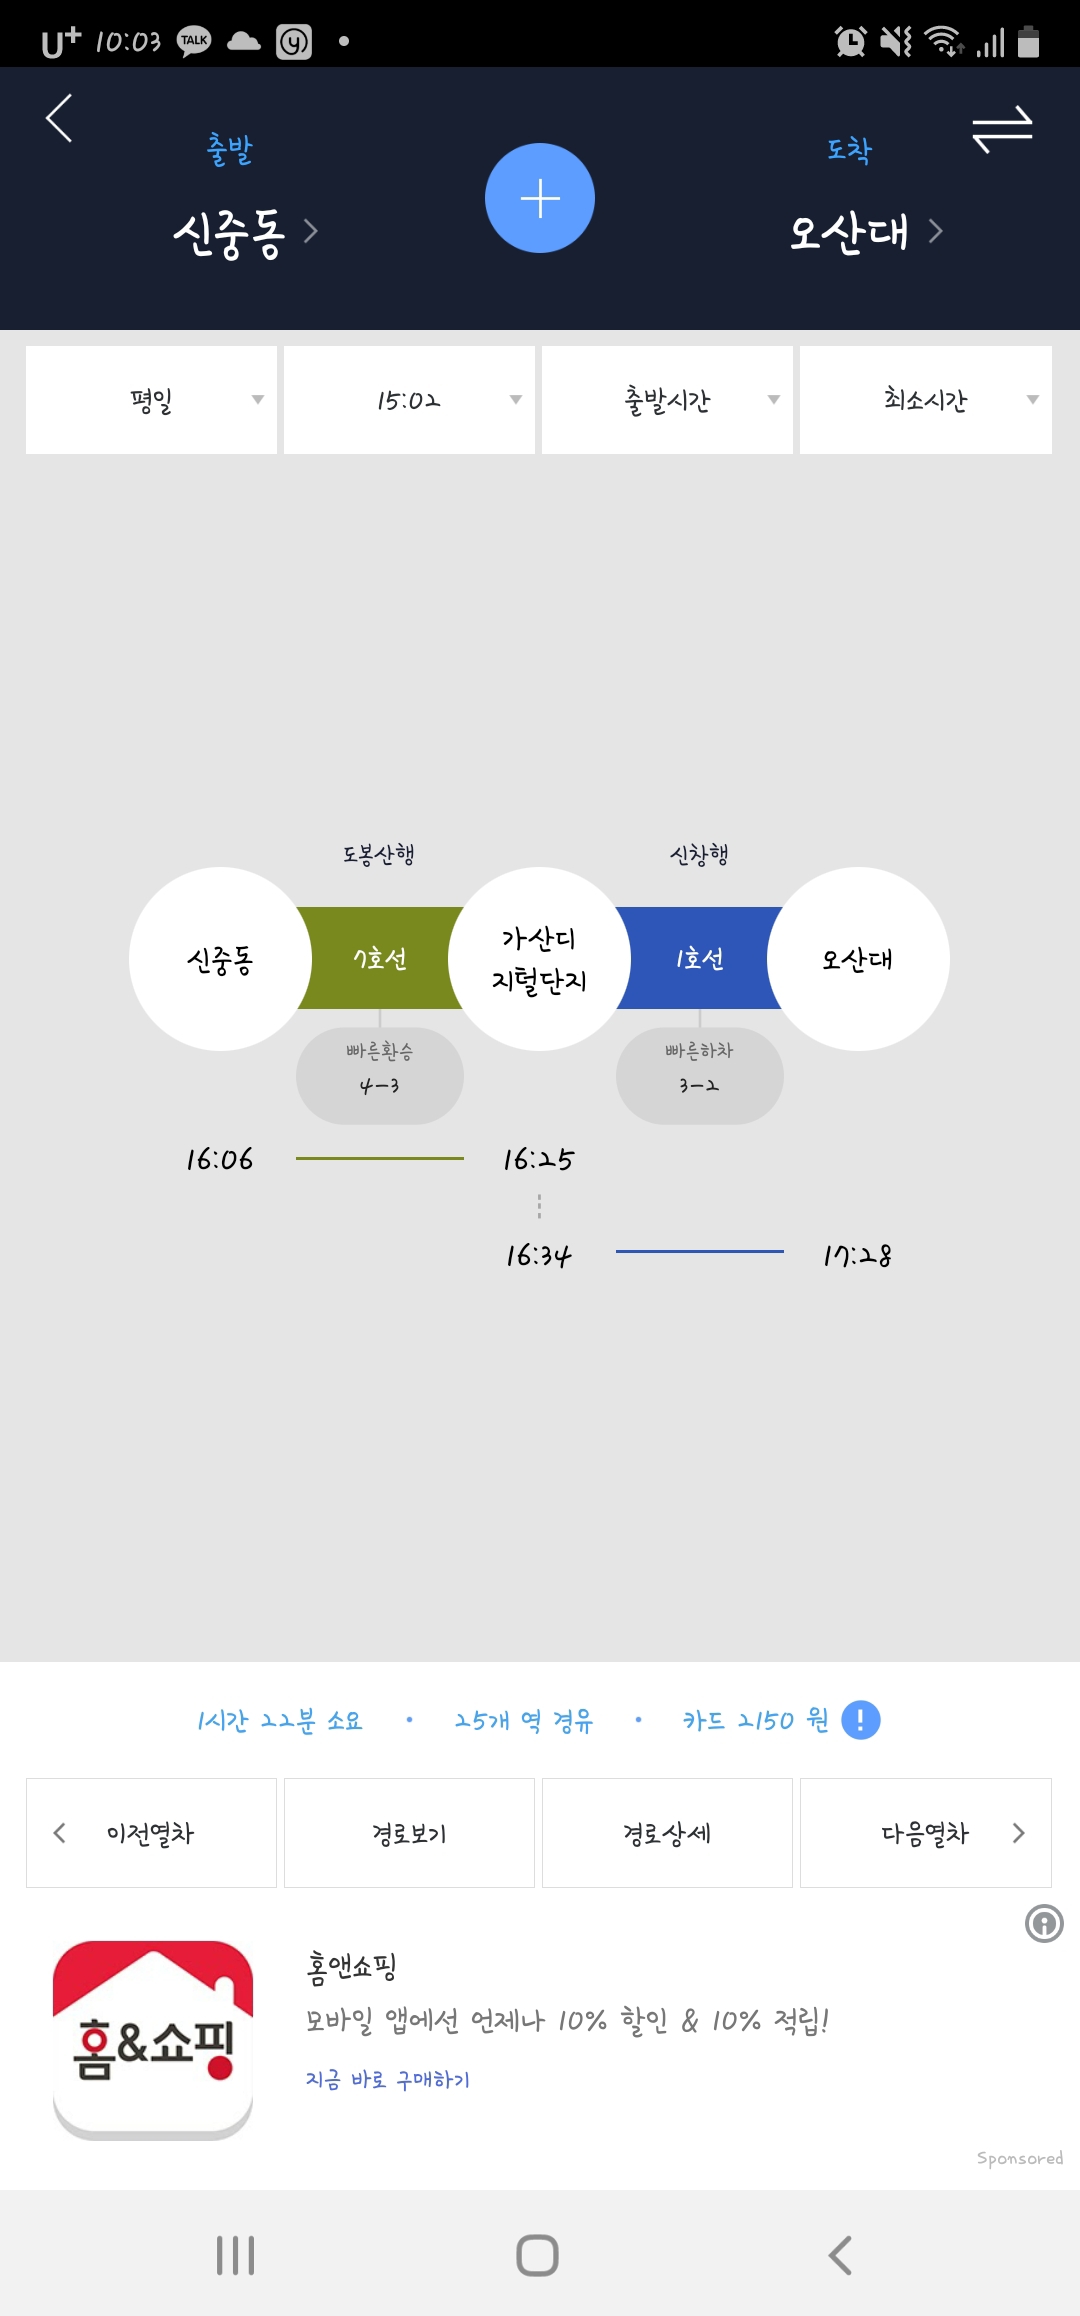 U+ 10:03 TALK y
출발
도착
신중동
오산대
평일
15:02
출발시간
최소시간
도봉산행
신창행
신중동
7호선
가산디
지털단지
1호선
오산대
빠른환승
4-3
빠른하차
3-2
16:06
16:25
16:34
17:28
1시간 22분 소요 · 25개 역 경유 · 카드 2150 원 !
이전열차
경로보기
경로상세
다음열차
홈&쇼핑
홈앤쇼핑
모바일 앱에선 언제나 10% 할인 & 10% 적립!
지금 바로 구매하기
Sponsored